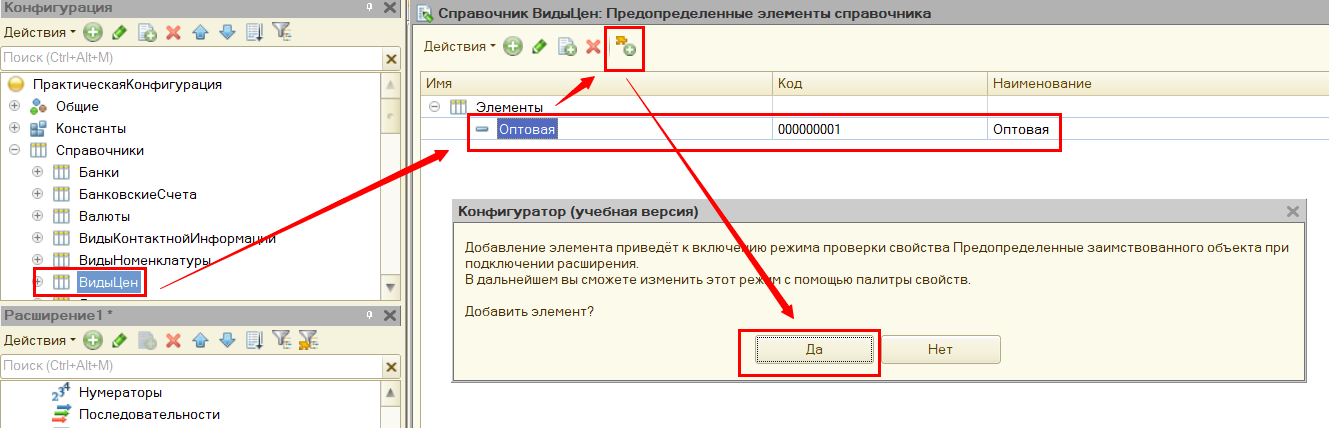 Конфигурация
Действия
Поиск (Ctrl+Alt+M)
ПрактическаяКонфигурация
Общие
Константы
Справочники
Банки
БанковскиеСчета
Валюты
ВидыКонтактнойИнформации
ВидыНоменклатуры
ВидыЦен
Расширение1 *
Действия
Поиск (Ctrl+Alt+M)
Нумераторы
Последовательности
Справочник ВидыЦен: Предопределенные элементы справочника
Действия
Имя Код Наименование
Элементы
Оптовая 000000001 Оптовая
Конфигуратор (учебная версия)
Добавление элемента приведёт к включению режима проверки свойства Предопределенные заимствованного объекта при
подключении расширения.
В дальнейшем вы сможете изменить этот режим с помощью палитры свойств.
Добавить элемент?
Да Нет